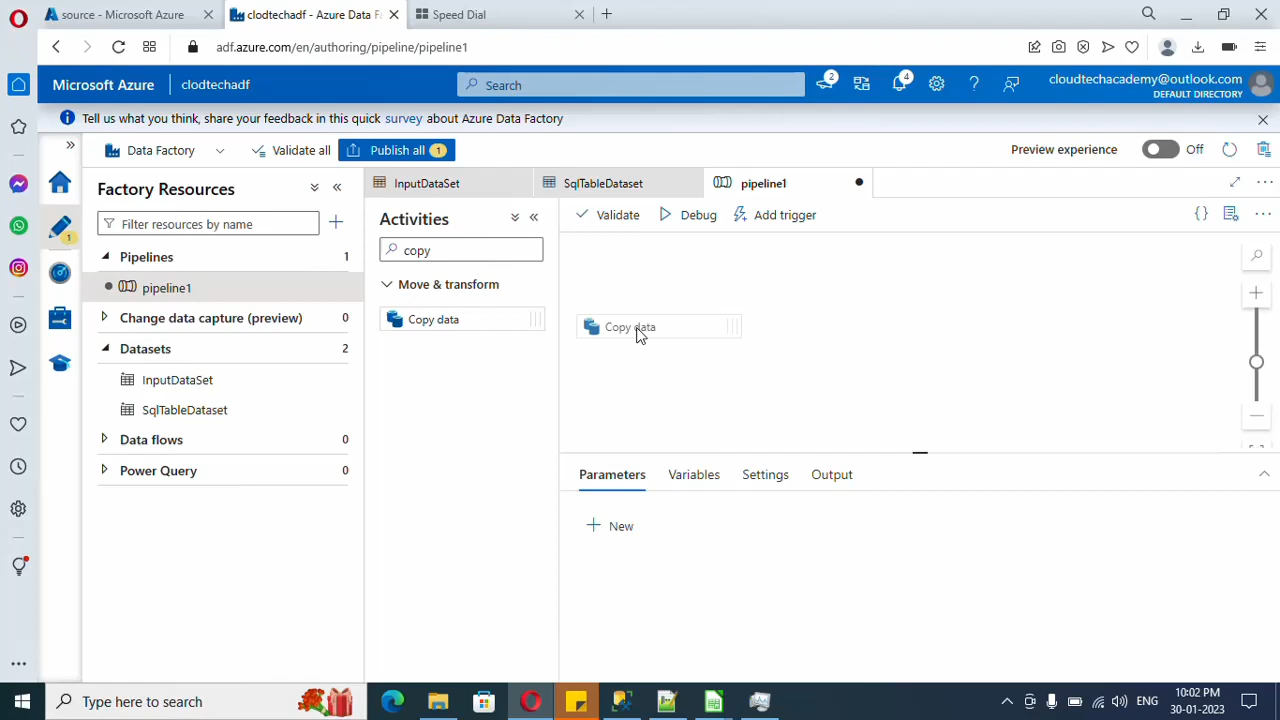 source - Microsoft Azure
clodtechadf - Azure Data Fa
Speed Dial
adf.azure.com/en/authoring/pipeline/pipeline1
Microsoft Azure
clodtechadf
Search
2
4
cloudtechacademy@outlook.com
DEFAULT DIRECTORY
Tell us what you think, share your feedback in this quick survey about Azure Data Factory
Data Factory
Validate all
Publish all 1
Preview experience
Off
Factory Resources
InputDataSet
SqlTableDataset
pipeline1
Activities
Validate
Debug
Add trigger
1
Filter resources by name
copy
Pipelines 1
Move & transform
pipeline1
Change data capture (preview) 0
Copy data
Copy data
Datasets 2
InputDataSet
SqlTableDataset
Data flows 0
Power Query 0
Parameters
Variables
Settings
Output
New
Type here to search
ENG
10:02 PM
30-01-2023